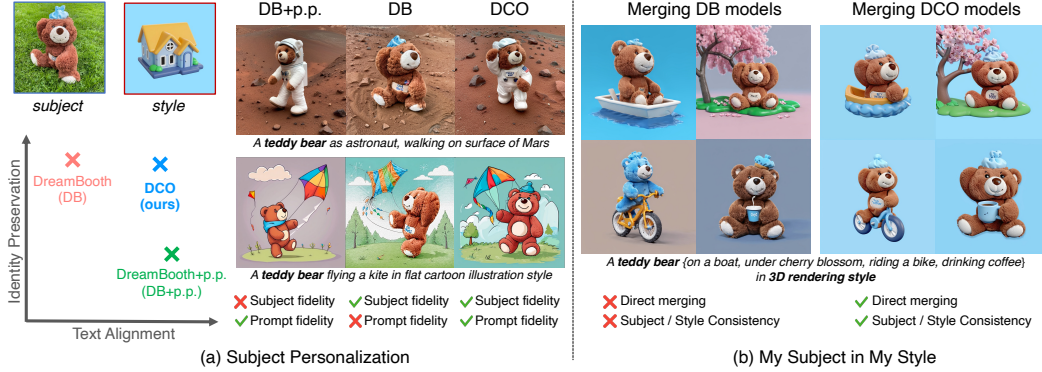 subject
style
Identity Preservation
DreamBooth
(DB)
DCO
(ours)
DreamBooth+p.p.
(DB+p.p.)
Text Alignment
DB+p.p.
DB
DCO
A teddy bear as astronaut, walking on surface of Mars
A teddy bear flying a kite in flat cartoon illustration style
Subject fidelity
Prompt fidelity
Subject fidelity
Prompt fidelity
Subject fidelity
Prompt fidelity
(a) Subject Personalization
Merging DB models
Merging DCO models
A teddy bear {on a boat, under cherry blossom, riding a bike, drinking coffee}
in 3D rendering style
Direct merging
Subject / Style Consistency
Direct merging
Subject / Style Consistency
(b) My Subject in My Style